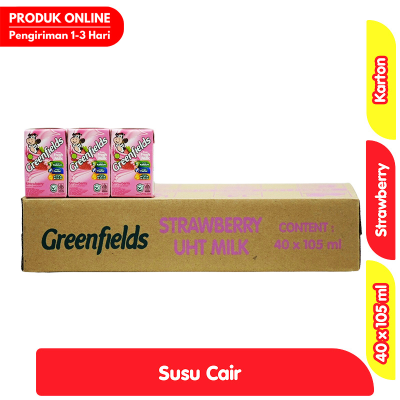 PRODUK ONLINE
Pengiriman 1-3 Hari
Karton
Strawberry
40 x 105 ml
Greenfields
Greenfields
Greenfields
Greenfields
STRAWBERRY
UHT MILK
CONTENT :
40 x 105 ml
Susu Cair